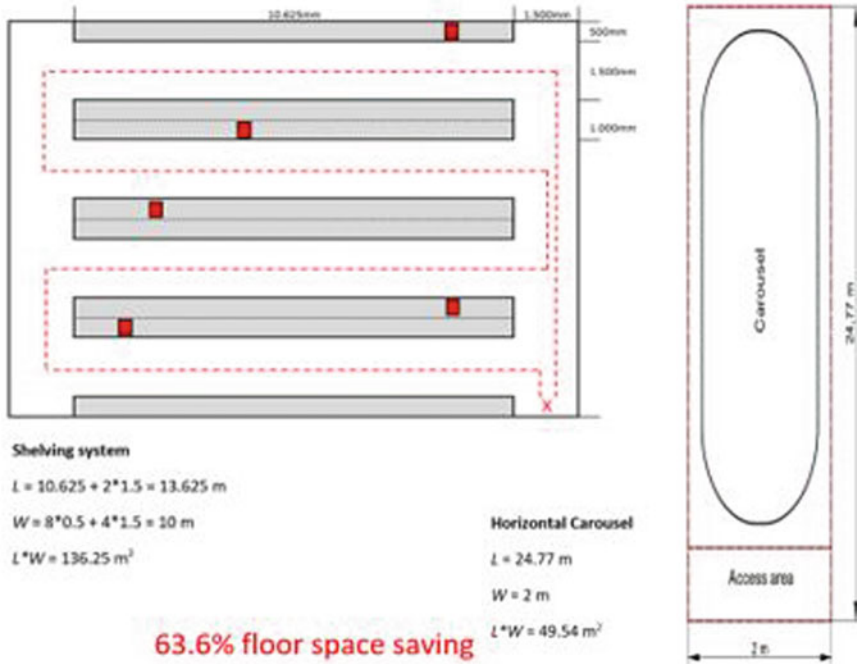 10.625mm
1.500mm
500mm
1.500mm
1.000mm
X
Carousel
24,77 m
Access area
2 m
Shelving system
L = 10.625 + 2*1.5 = 13.625 m
W = 8*0.5 + 4*1.5 = 10 m
L*W = 136.25 m²
Horizontal Carousel
L = 24.77 m
W = 2 m
L*W = 49.54 m²
63.6% floor space saving